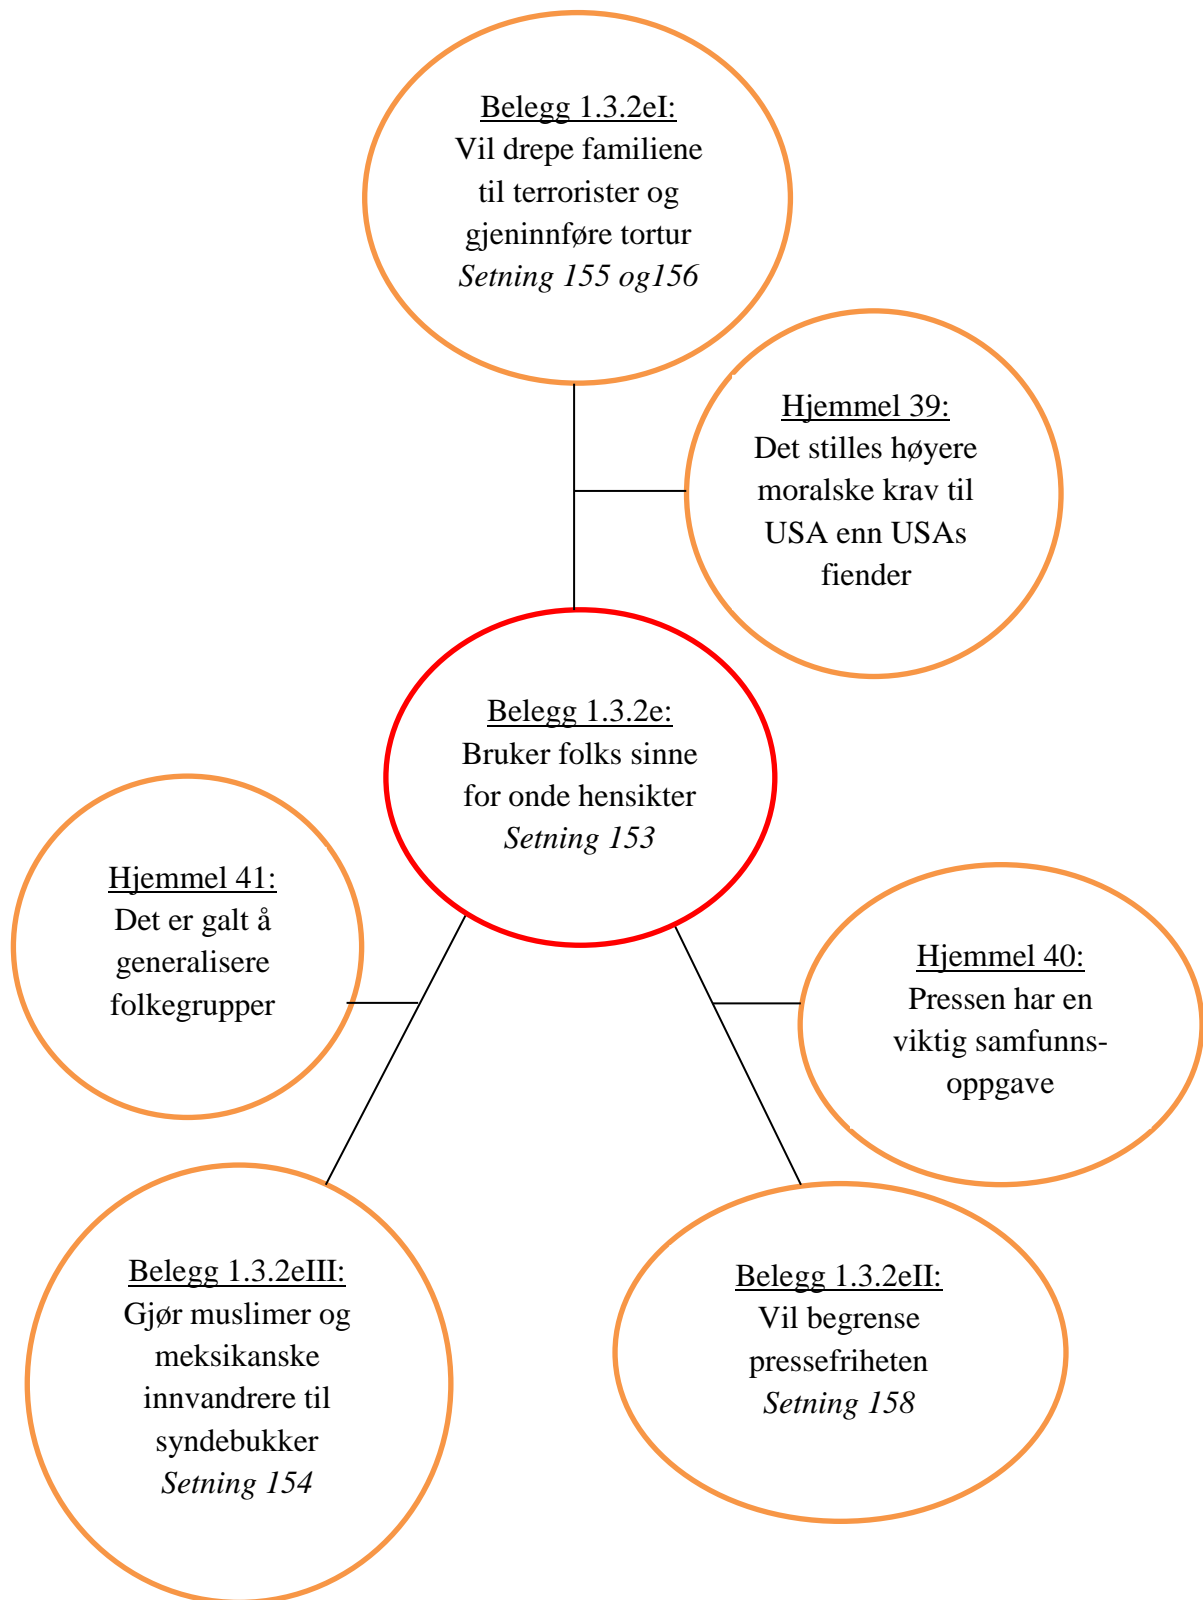 Belegg 1.3.2eI:
Vil drepe familiene
til terrorister og
gjeninnføre tortur
Setning 155 og156
Hjemmel 39:
Det stilles høyere
moralske krav til
USA enn USAs
fiender
Belegg 1.3.2e:
Bruker folks sinne
for onde hensikter
Setning 153
Hjemmel 41:
Det er galt å
generalisere
folkegrupper
Hjemmel 40:
Pressen har en
viktig samfunns-
oppgave
Belegg 1.3.2eIII:
Gjør muslimer og
meksikanske
innvandrere til
syndebukker
Setning 154
Belegg 1.3.2eII:
Vil begrense
pressefriheten
Setning 158